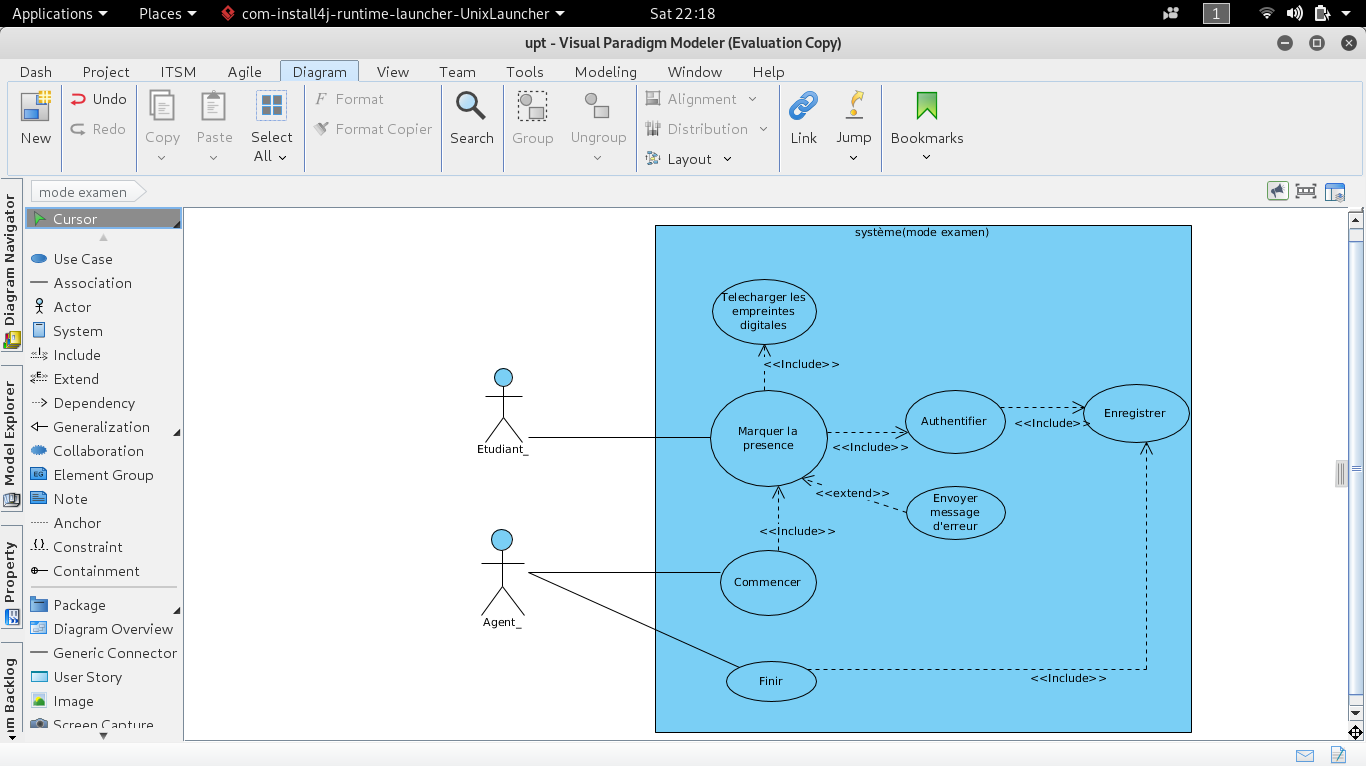 Applications Places com-install4j-runtime-launcher-UnixLauncher Sat 22:18 1
upt - Visual Paradigm Modeler (Evaluation Copy)
Dash Project ITSM Agile Diagram View Team Tools Modeling Window Help
New
Undo
Redo
Copy
Paste
Select
All
Format
Format Copier
Search
Group
Ungroup
Alignment
Distribution
Layout
Link
Jump
Bookmarks
mode examen
Diagram Navigator
Model Explorer
Property
am Backlog
Cursor
Use Case
Association
Actor
System
Include
Extend
Dependency
Generalization
Collaboration
Element Group
Note
Anchor
Constraint
Containment
Package
Diagram Overview
Generic Connector
User Story
Image
Screen Capture
système(mode examen)
Telecharger les
empreintes
digitales
<<Include>>
Etudiant_
Marquer la
presence
<<Include>>
Authentifier
<<Include>>
Enregistrer
<<extend>>
Envoyer
message
d'erreur
<<Include>>
Agent_
Commencer
Finir
<<Include>>